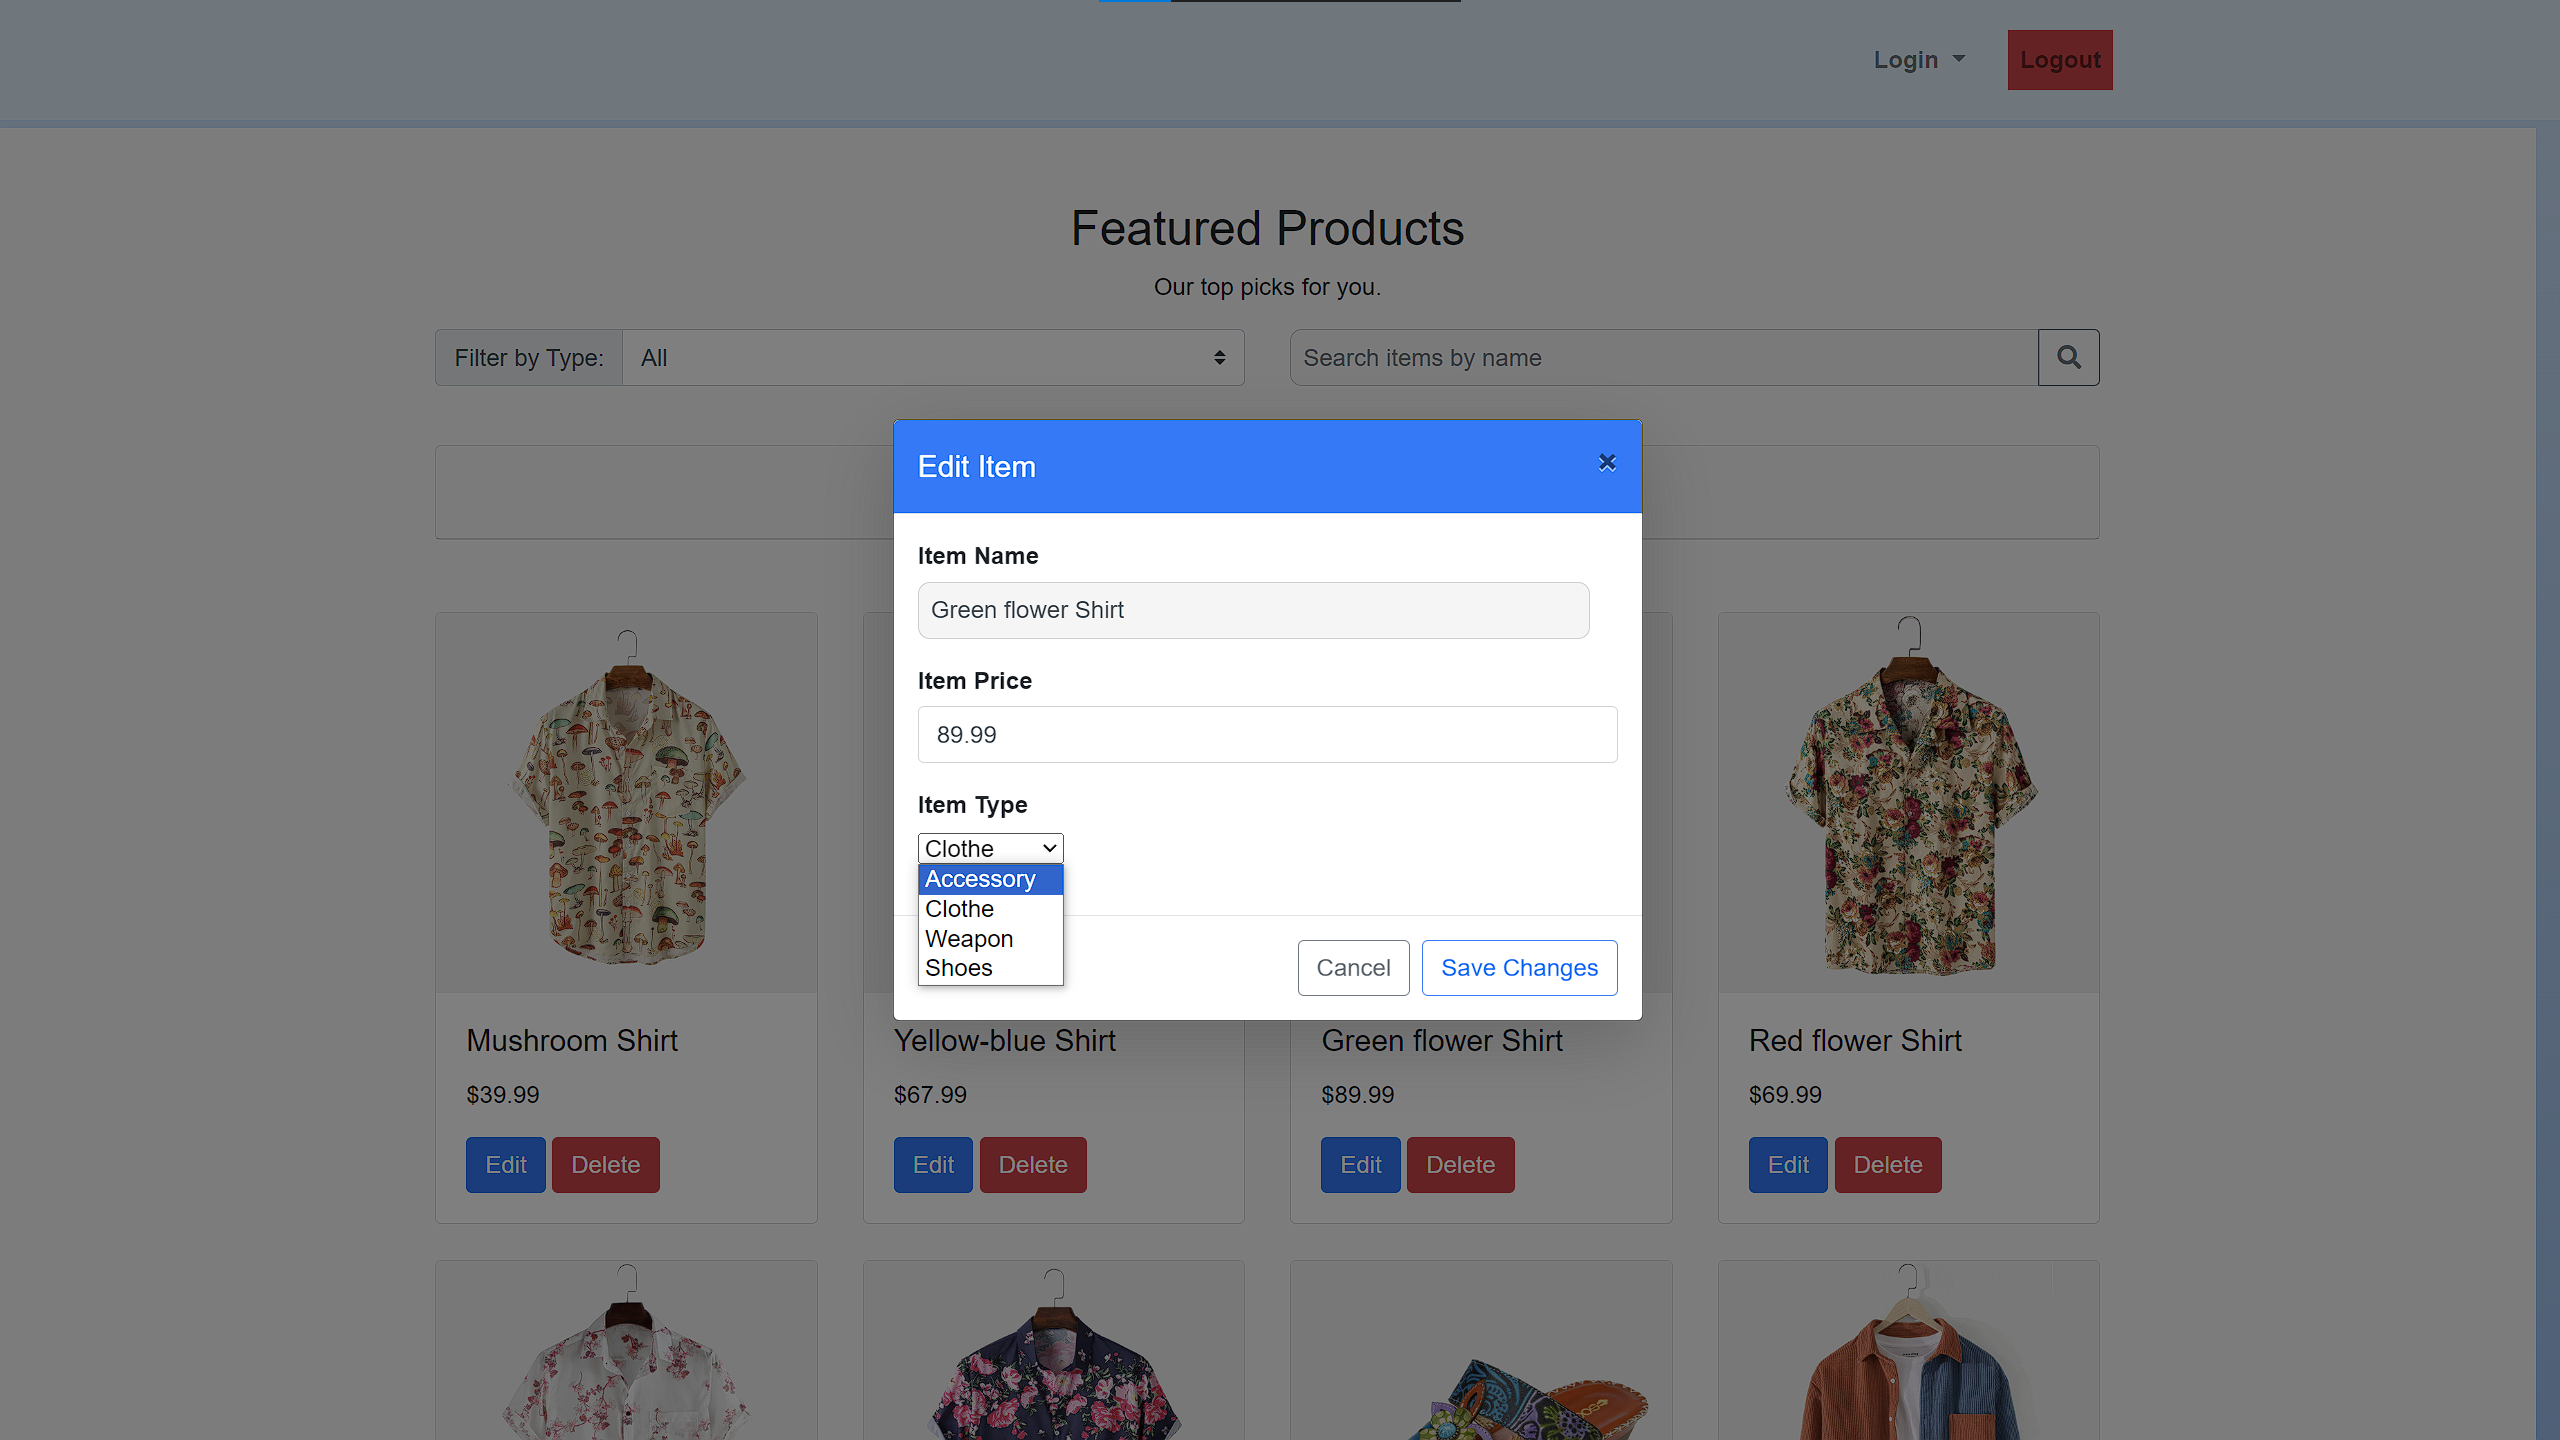 Login
Logout
Featured Products
Our top picks for you.
Filter by Type:
All
Search items by name
Edit Item
×
Item Name
Green flower Shirt
Item Price
89.99
Item Type
Clothe
Accessory
Clothe
Weapon
Shoes
Cancel
Save Changes
Mushroom Shirt
Yellow-blue Shirt
Green flower Shirt
Red flower Shirt
$39.99
$67.99
$89.99
$69.99
Edit
Delete
Edit
Delete
Edit
Delete
Edit
Delete